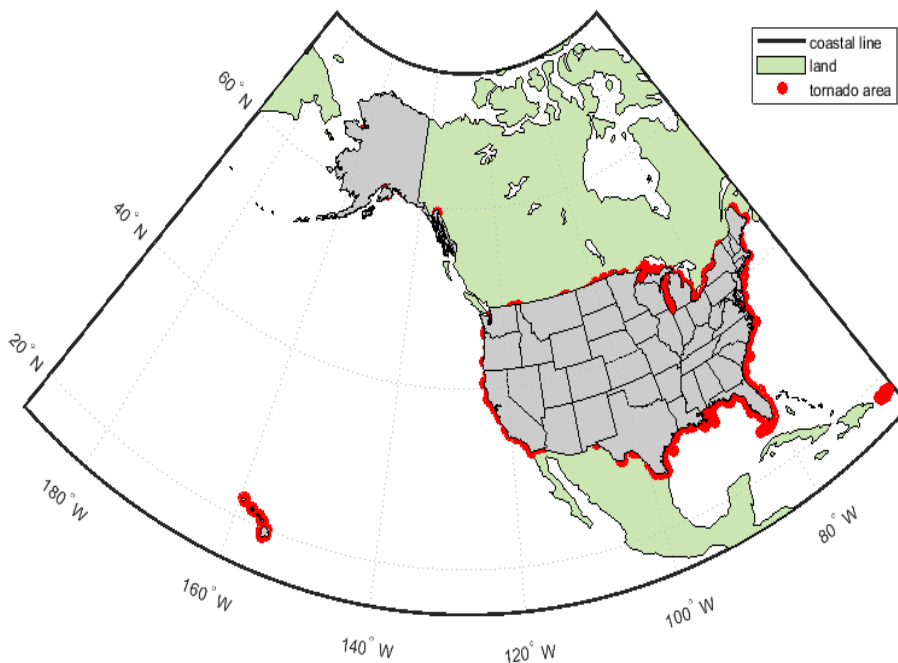 coastal line
land
tornado area
60° N
40° N
20° N
180° W
160° W
140° W
120° W
100° W
80° W